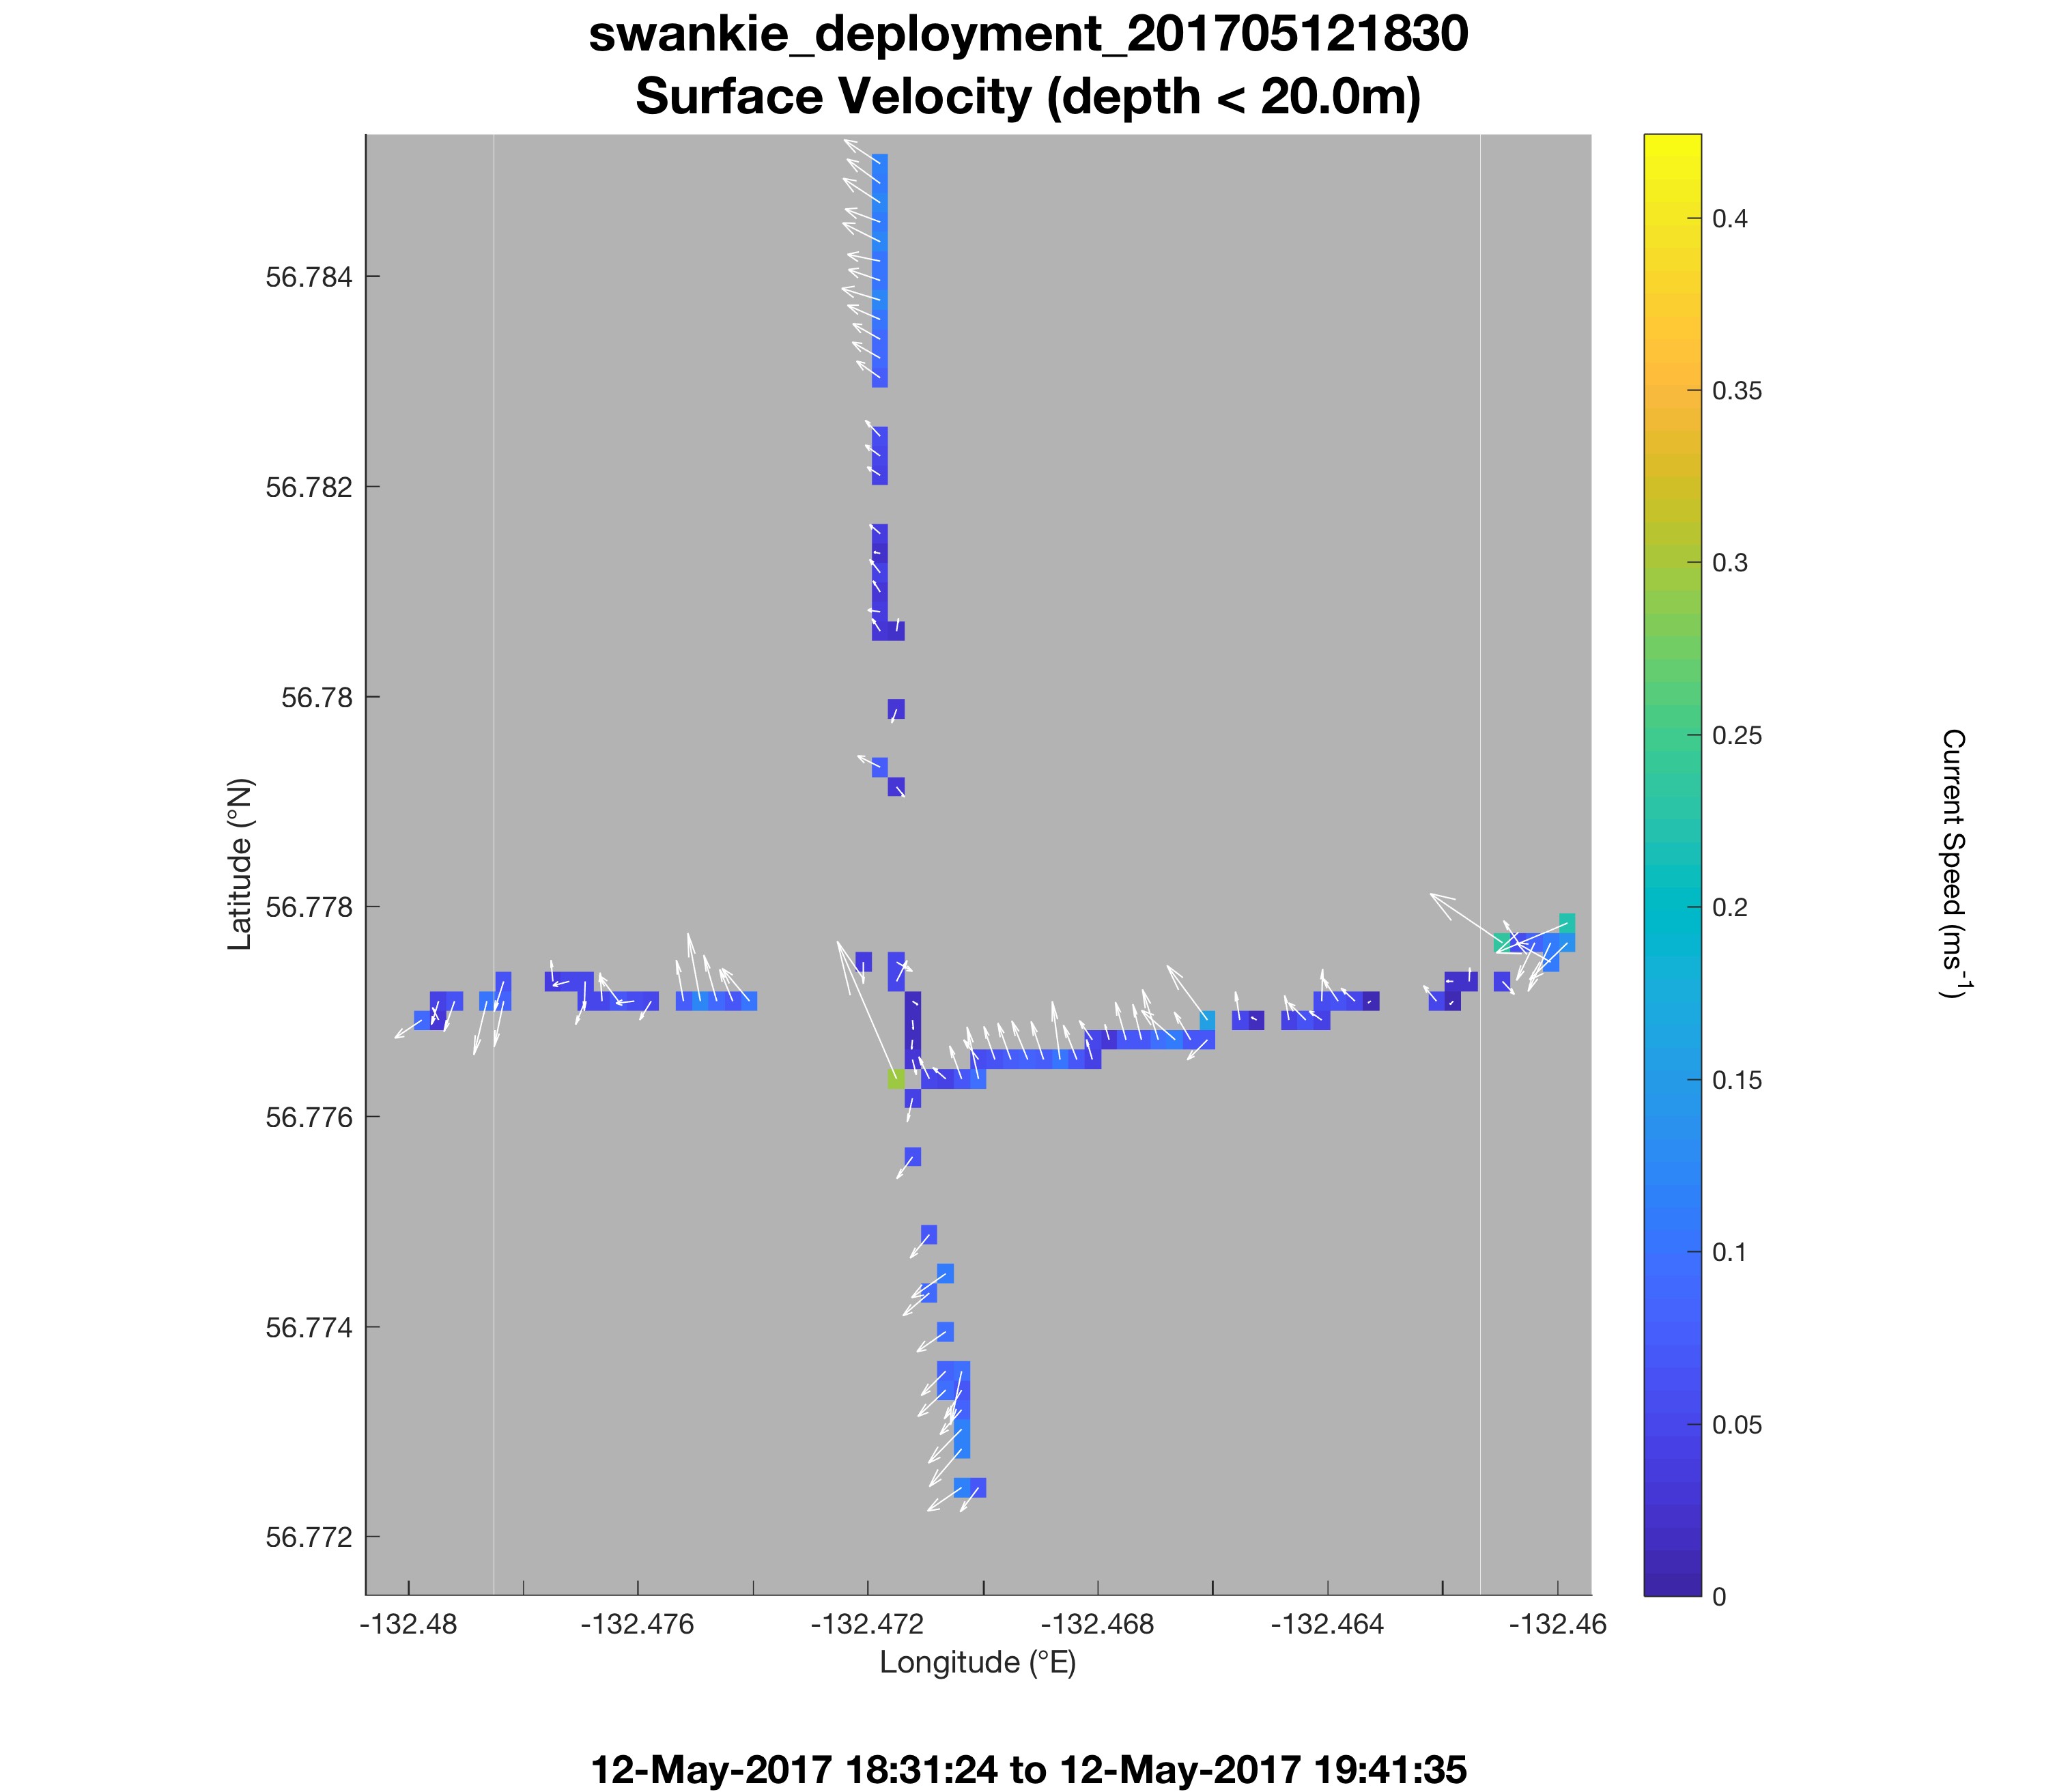 swankie_deployment_201705121830
Surface Velocity (depth < 20.0m)
56.784
56.782
56.78
56.778
56.776
56.774
56.772
Latitude (°N)
-132.48 -132.476 -132.472 -132.468 -132.464 -132.46
Longitude (°E)
0.4
0.35
0.3
0.25
0.2
0.15
0.1
0.05
0
Current Speed (ms⁻¹)
12-May-2017 18:31:24 to 12-May-2017 19:41:35